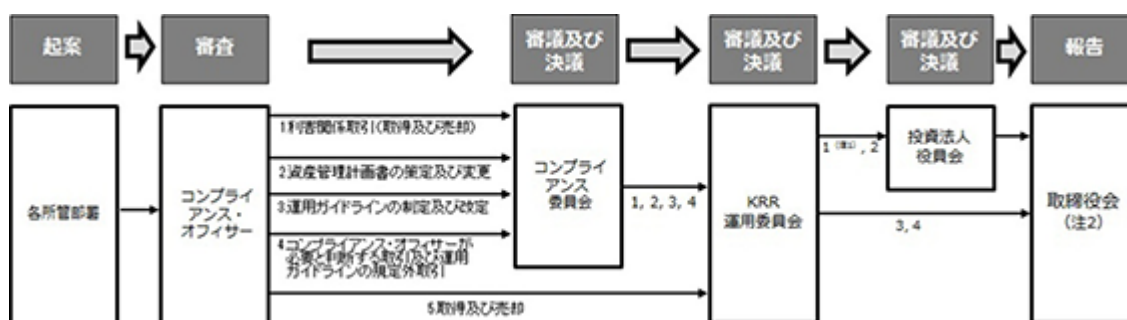 起案
審査
審議及び
決議
審議及び
決議
審議及び
決議
報告
各所管部署
コンプライ
アンス・
オフィサー
1利害関係取引(取得及び売却)
2資産管理計画書の策定及び変更
3運用ガイドラインの制定及び改定
4コンプライアンス・オフィサーが
必要と判断する取引及び運用
ガイドラインの規定外取引
5取得及び売却
コンプライ
アンス
委員会
1, 2, 3, 4
KRR
運用委員会
1(注1), 2
3, 4
投資法人
役員会
取締役会
(注2)